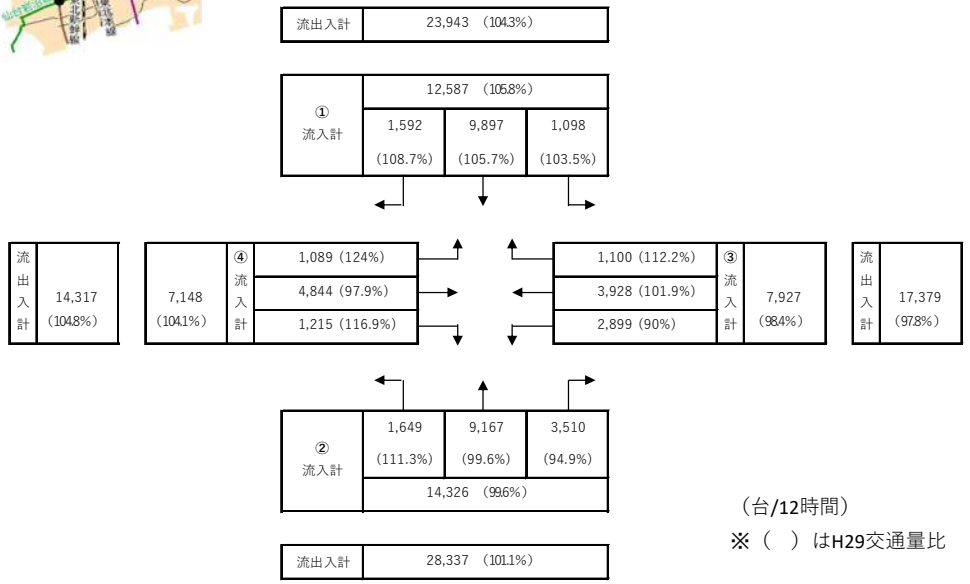 東北新幹線
流出入計 23,943 (104.3%)
12,587 (105.8%)
①
流入計
1,592 9,897 1,098
(108.7%) (105.7%) (103.5%)
流出入計
14,317
(104.8%)
7,148
(104.1%)
④
流入計
1,089 (124%)
4,844 (97.9%)
1,215 (116.9%)
1,100 (112.2%)
3,928 (101.9%)
2,899 (90%)
③
流入計
7,927
(98.4%)
流出入計
17,379
(97.8%)
②
流入計
1,649 9,167 3,510
(111.3%) (99.6%) (94.9%)
14,326 (99.6%)
流出入計 28,337 (101.1%)
(台/12時間)
※( )はH29交通量比